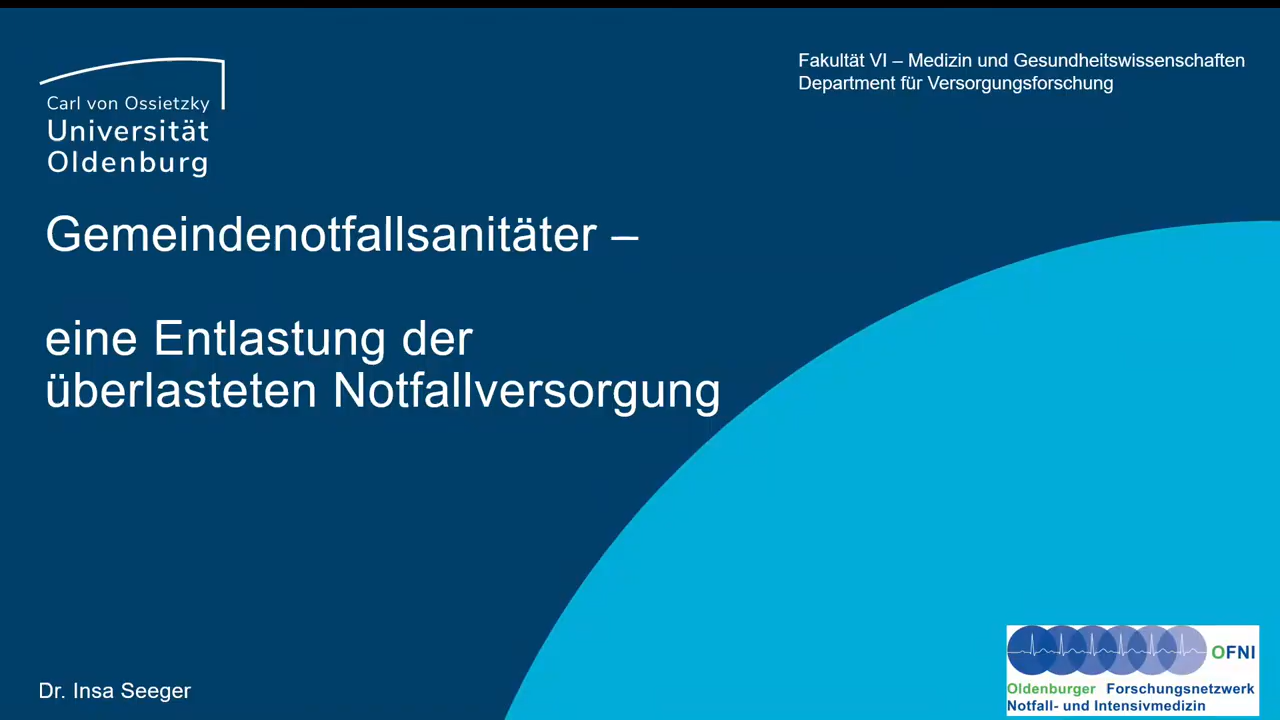 Fakultät VI – Medizin und Gesundheitswissenschaften
Department für Versorgungsforschung
Carl von Ossietzky
Universität
Oldenburg
Gemeindenotfallsanitäter –
eine Entlastung der
überlasteten Notfallversorgung
Dr. Insa Seeger
OFNI
Oldenburger Forschungsnetzwerk
Notfall- und Intensivmedizin